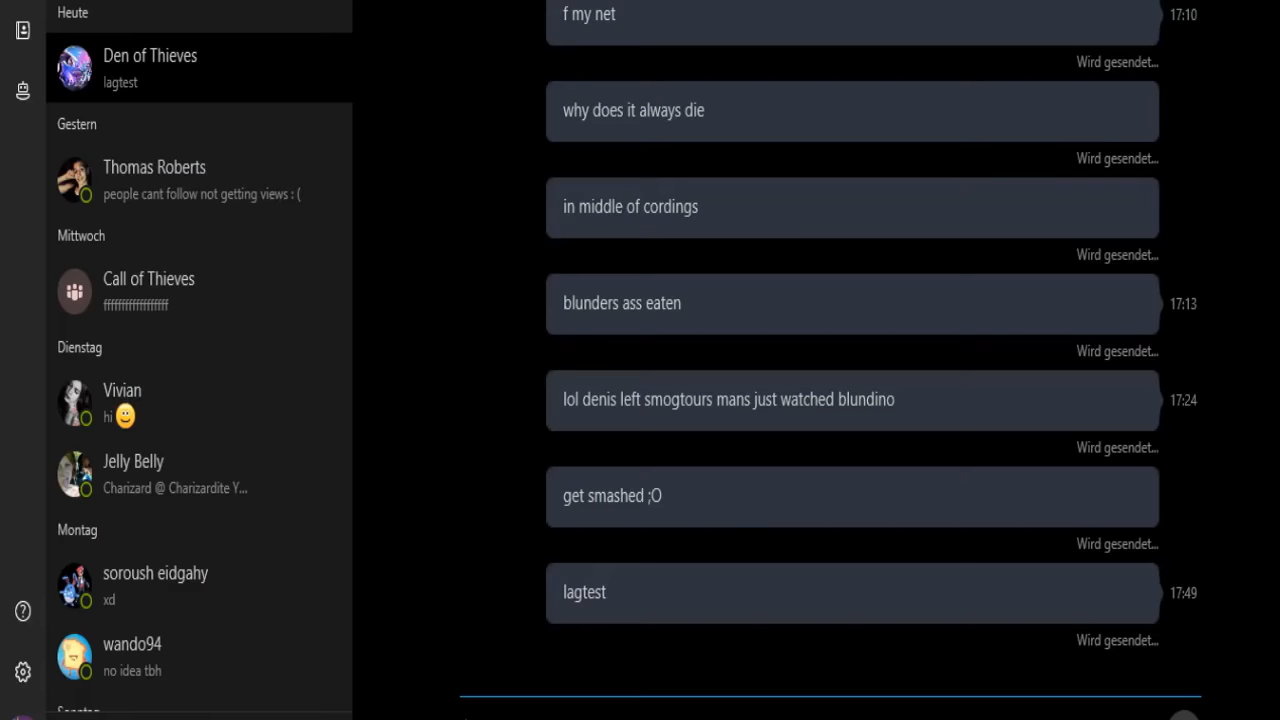 Heute
Den of Thieves
lagtest
Gestern
Thomas Roberts
people cant follow not getting views : (
Mittwoch
Call of Thieves
ffffffffffffffffff
Dienstag
Vivian
hi
Jelly Belly
Charizard @ Charizardite Y...
Montag
soroush eidgahy
xd
wando94
no idea tbh
f my net
17:10
Wird gesendet...
why does it always die
Wird gesendet...
in middle of cordings
Wird gesendet...
blunders ass eaten
17:13
Wird gesendet...
lol denis left smogtours mans just watched blundino
17:24
Wird gesendet...
get smashed ;O
Wird gesendet...
lagtest
17:49
Wird gesendet...